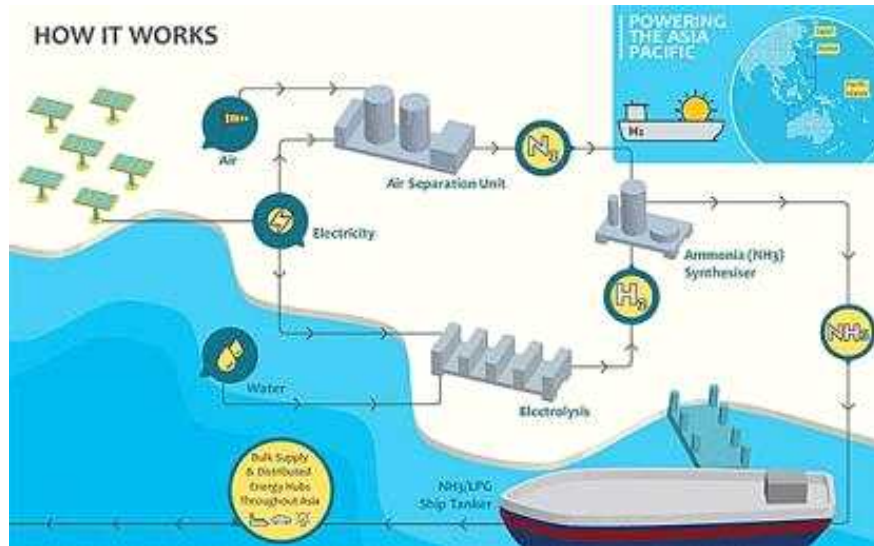 HOW IT WORKS
POWERING
THE ASIA
PACIFIC
H₂
Air
Air Separation Unit
N₂
Electricity
Ammonia (NH3)
Synthesiser
H₂
NH₃
Water
Electrolysis
Bulk Supply
& Distributed
Energy Hubs
Throughout Asia
NH3/LPG
Ship Tanker